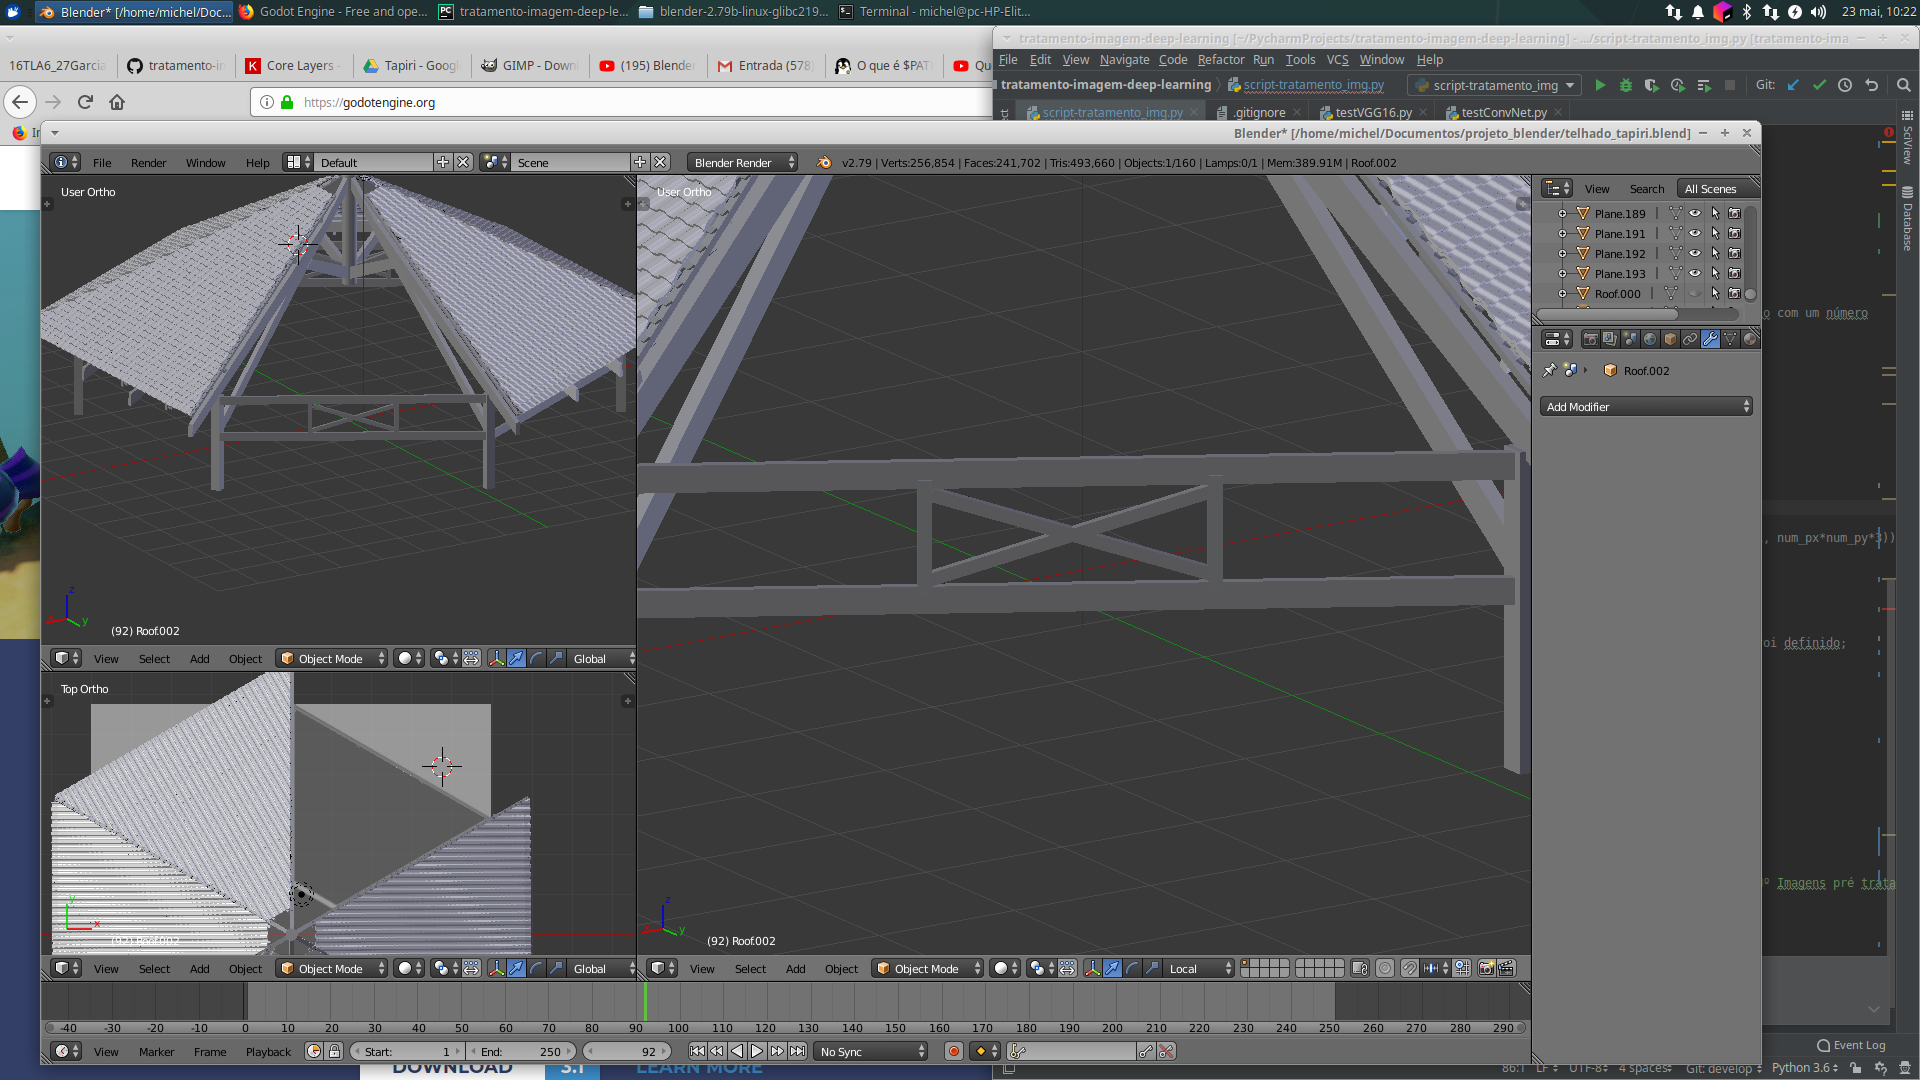 Blender* [/home/michel/Doc...
Godot Engine - Free and ope...
tratamento-imagem-deep-le...
blender-2.79b-linux-glibc219...
Terminal - michel@pc-HP-Elit...
23 mai, 10:22
tratamento-imagem-deep-learning [~/PycharmProjects/tratamento-imagem-deep-learning] - .../script-tratamento_img.py [tratamento-ima
16TLA6_27Garcia
tratamento-in
Core Layers -
Tapiri - Goog
GIMP - Down
(195) Blende
Entrada (578
O que é $PAT
Qu
File Edit View Navigate Code Refactor Run Tools VCS Window Help
https://godotengine.org
tratamento-imagem-deep-learning
script-tratamento_img.py
script-tratamento_img
Git:
script-tratamento_img.py
.gitignore
testVGG16.py
testConvNet.py
Blender* [/home/michel/Documentos/projeto_blender/telhado_tapiri.blend]
File Render Window Help
Default
Scene
Blender Render
v2.79 | Verts:256,854 | Faces:241,702 | Tris:493,660 | Objects:1/160 | Lamps:0/1 | Mem:389.91M | Roof.002
User Ortho
User Ortho
View Search All Scenes
Plane.189
Plane.191
Plane.192
Plane.193
Roof.000
SciView
Database
o com um número
Roof.002
Add Modifier
, num_px*num_py*3))
oi definido;
z
y
(92) Roof.002
View Select Add Object Object Mode Global
Top Ortho
y
x
(92) Roof.002
z
y
(92) Roof.002
º Imagens pré trata
View Select Add Object Object Mode Global
View Select Add Object Object Mode Local
-40 -30 -20 -10 0 10 20 30 40 50 60 70 80 90 100 110 120 130 140 150 160 170 180 190 200 210 220 230 240 250 260 270 280 290
View Marker Frame Playback
Start: 1
End: 250
92
No Sync
Event Log
DOWNLOAD 3.1 LEARN MORE
86:1 LF UTF-8 4 spaces Git: develop Python 3.6